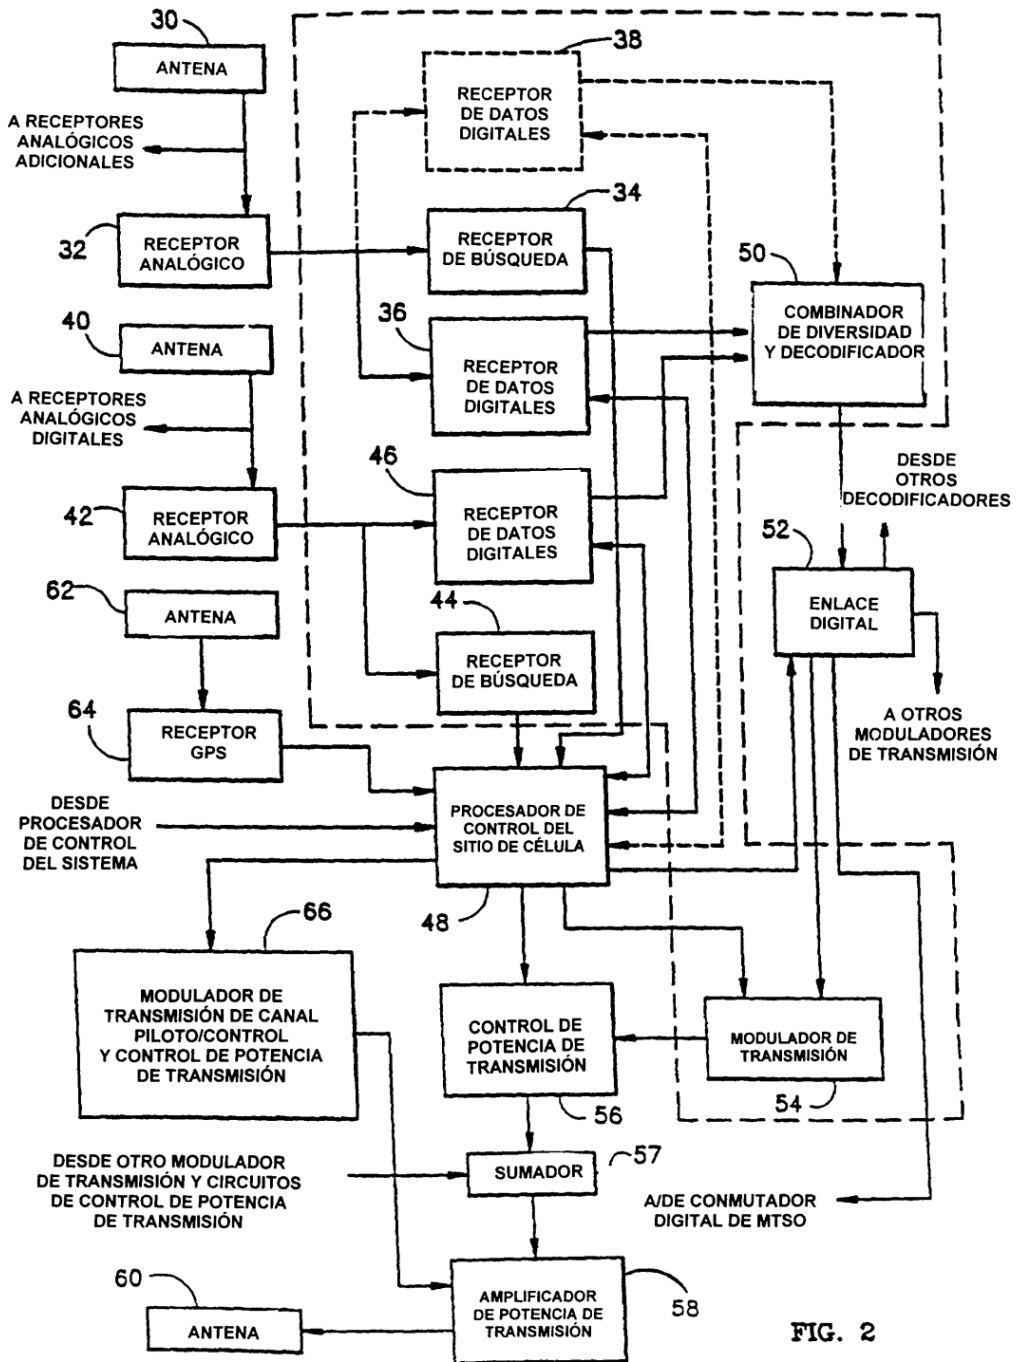 30
ANTENA
A RECEPTORES
ANALÓGICOS
ADICIONALES
38
RECEPTOR
DE DATOS
DIGITALES
32
RECEPTOR
ANALÓGICO
34
RECEPTOR
DE BÚSQUEDA
50
COMBINADOR
DE DIVERSIDAD
Y DECODIFICADOR
40
ANTENA
36
RECEPTOR
DE DATOS
DIGITALES
A RECEPTORES
ANALÓGICOS
DIGITALES
42
RECEPTOR
ANALÓGICO
46
RECEPTOR
DE DATOS
DIGITALES
DESDE
OTROS
DECODIFICADORES
52
ENLACE
DIGITAL
62
ANTENA
44
RECEPTOR
DE BÚSQUEDA
64
RECEPTOR
GPS
A OTROS
MODULADORES
DE TRANSMISIÓN
DESDE
PROCESADOR
DE CONTROL
DEL SISTEMA
PROCESADOR DE
CONTROL DEL
SITIO DE CÉLULA
48
66
MODULADOR DE
TRANSMISIÓN DE CANAL
PILOTO/CONTROL
Y CONTROL DE POTENCIA
DE TRANSMISIÓN
CONTROL DE
POTENCIA DE
TRANSMISIÓN
56
MODULADOR DE
TRANSMISIÓN
54
DESDE OTRO MODULADOR
DE TRANSMISIÓN Y CIRCUITOS
DE CONTROL DE POTENCIA
DE TRANSMISIÓN
SUMADOR
57
A/DE CONMUTADOR
DIGITAL DE MTSO
60
ANTENA
AMPLIFICADOR
DE POTENCIA DE
TRANSMISIÓN
58
FIG. 2